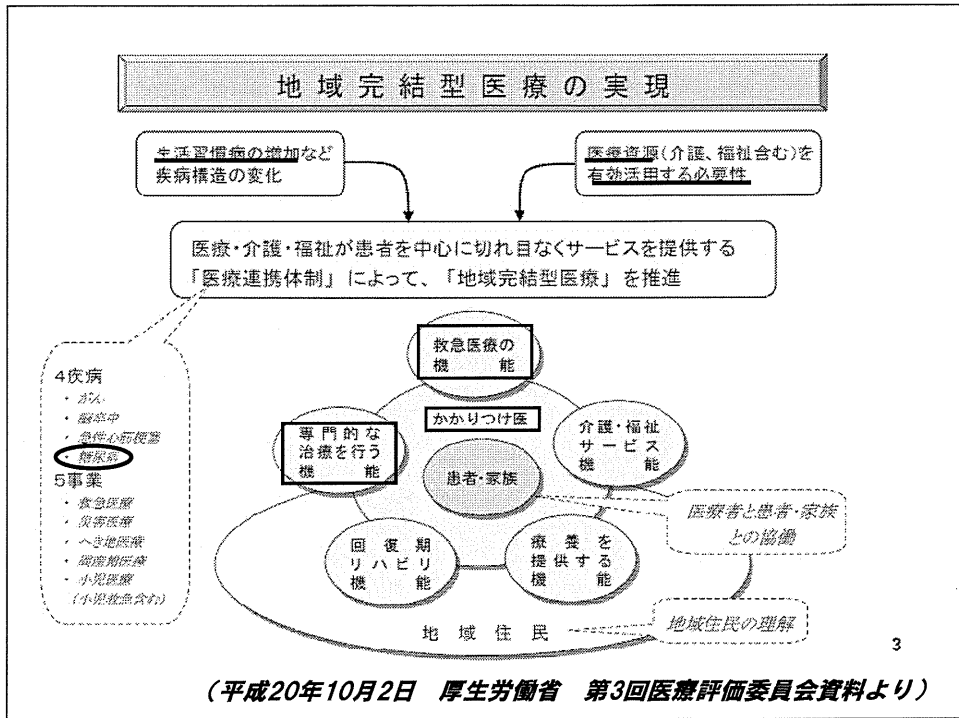 地域完結型医療の実現
生活習慣病の増加など
疾病構造の変化
医療資源(介護、福祉含む)を
有効活用する必要性
医療・介護・福祉が患者を中心に切れ目なくサービスを提供する
「医療連携体制」によって、「地域完結型医療」を推進
4疾病
・がん
・脳卒中
・急性心筋梗塞
・糖尿病
5事業
・救急医療
・災害医療
・へき地医療
・周産期医療
・小児医療
(小児救急含む)
救急医療の
機能
かかりつけ医
専門的な
治療を行う
機能
介護・福祉
サービス
機能
患者・家族
回復期
リハビリ
機能
療養を
提供する
機能
医療者と患者・家族
との協働
地域住民
地域住民の理解
3
(平成20年10月2日 厚生労働省 第3回医療評価委員会資料より)